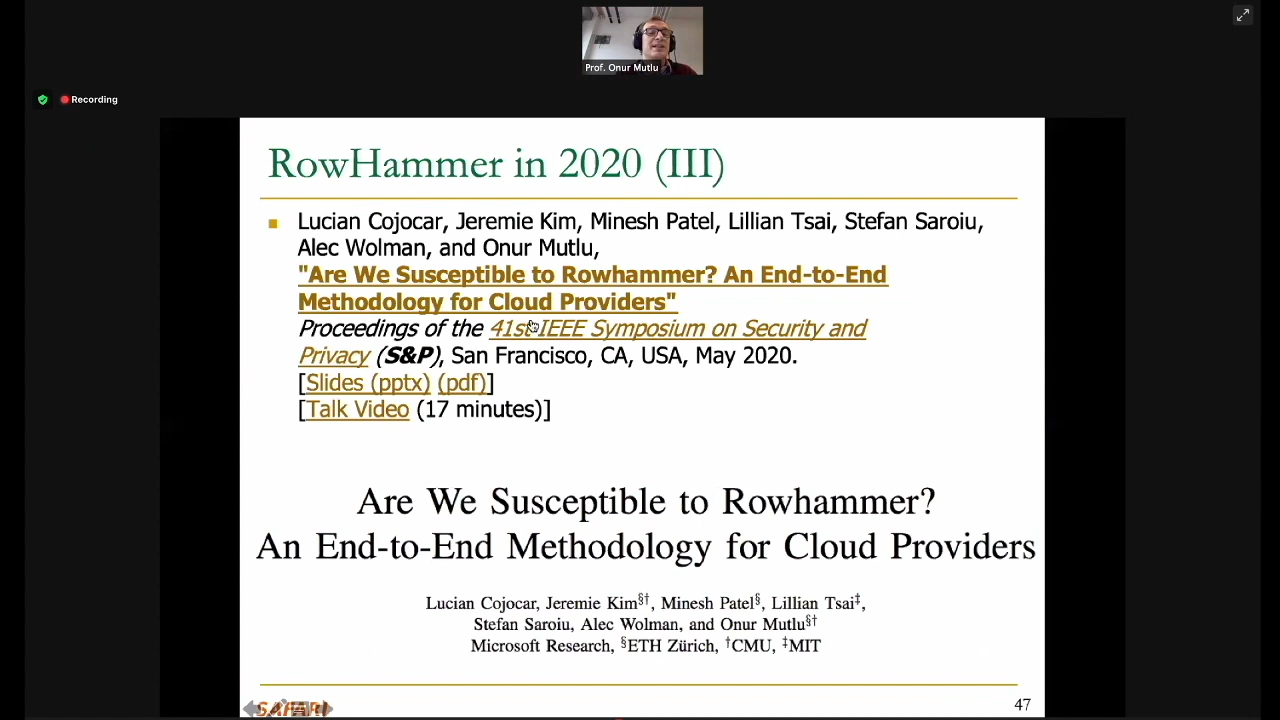 Prof. Onur Mutlu
Recording
RowHammer in 2020 (III)
Lucian Cojocar, Jeremie Kim, Minesh Patel, Lillian Tsai, Stefan Saroiu,
Alec Wolman, and Onur Mutlu,
"Are We Susceptible to Rowhammer? An End-to-End
Methodology for Cloud Providers"
Proceedings of the 41st IEEE Symposium on Security and
Privacy (S&P), San Francisco, CA, USA, May 2020.
[Slides (pptx) (pdf)]
[Talk Video (17 minutes)]
Are We Susceptible to Rowhammer?
An End-to-End Methodology for Cloud Providers
Lucian Cojocar, Jeremie Kim§†, Minesh Patel§, Lillian Tsai‡,
Stefan Saroiu, Alec Wolman, and Onur Mutlu§†
Microsoft Research, §ETH Zürich, †CMU, ‡MIT
SAFARI
47